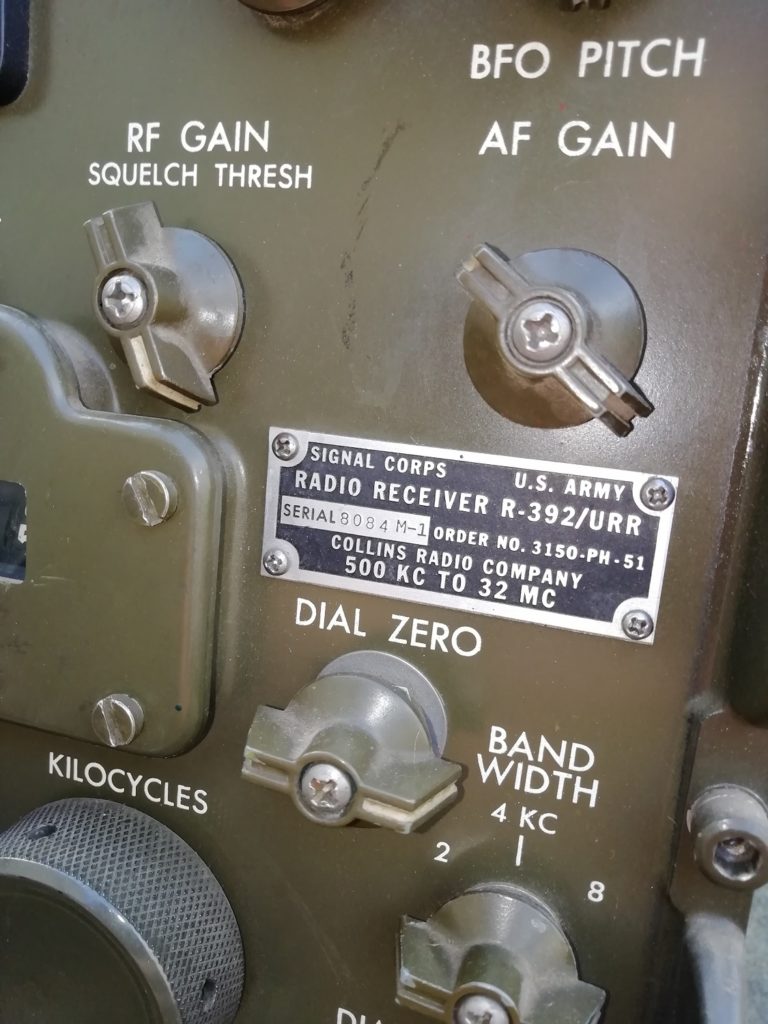 BFO PITCH
AF GAIN
RF GAIN
SQUELCH THRESH
SIGNAL CORPS U.S. ARMY
RADIO RECEIVER R-392/URR
SERIAL 8084 M-1 ORDER NO. 3150-PH-51
COLLINS RADIO COMPANY
500 KC TO 32 MC
DIAL ZERO
KILOCYCLES
BAND
WIDTH
4 KC
2
8